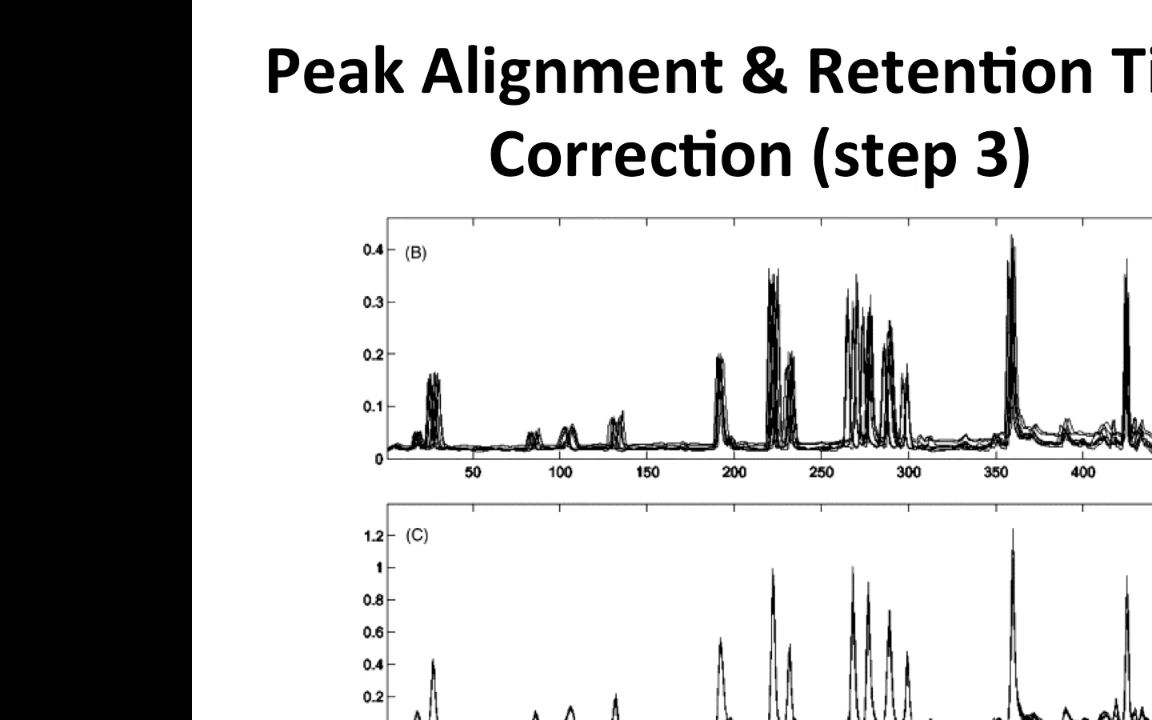 Peak Alignment & Retention Ti
Correction (step 3)
(B)
0.4
0.3
0.2
0.1
0
50 100 150 200 250 300 350 400
(C)
1.2
1
0.8
0.6
0.4
0.2